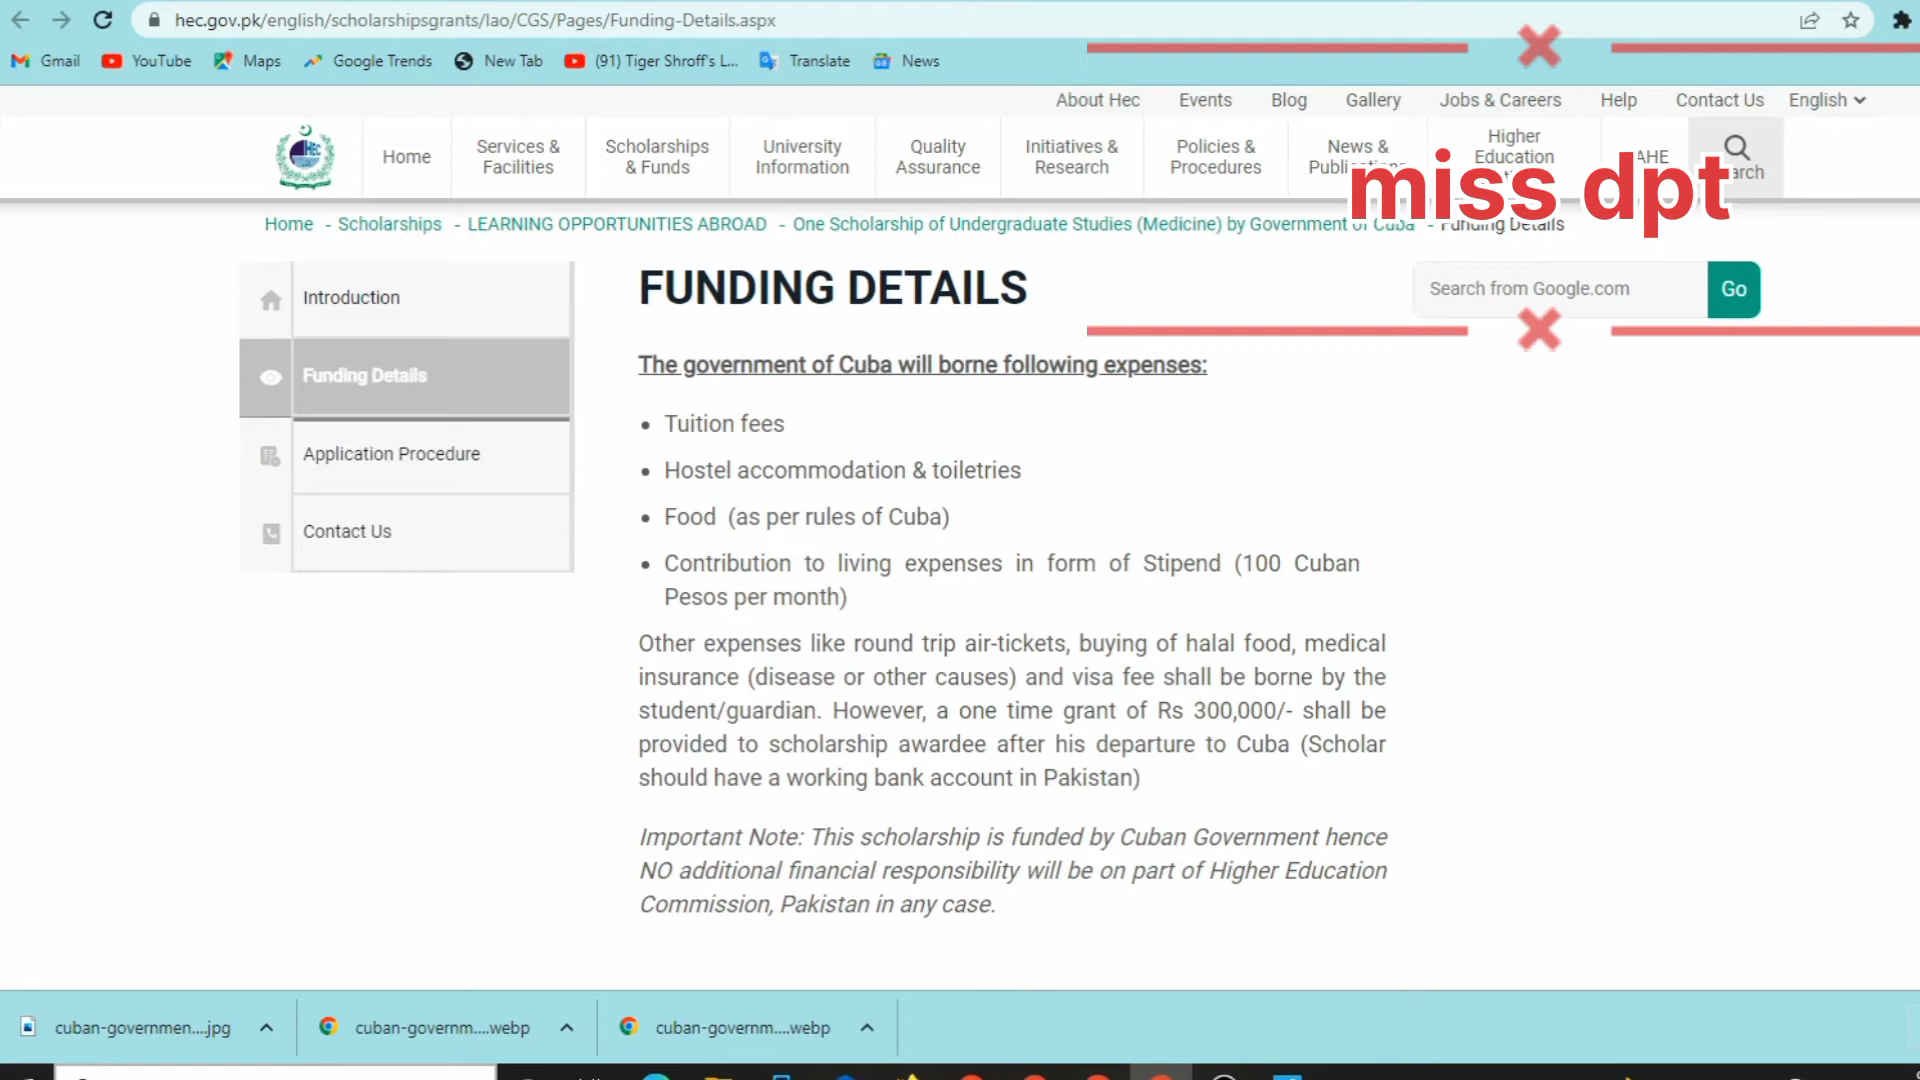 hec.gov.pk/english/scholarshipsgrants/lao/CGS/Pages/Funding-Details.aspx
Gmail YouTube Maps Google Trends New Tab (91) Tiger Shroff's L... Translate News
About Hec Events Blog Gallery Jobs & Careers Help Contact Us English
HEC
Home
Services & Facilities
Scholarships & Funds
University Information
Quality Assurance
Initiatives & Research
Policies & Procedures
News &
Higher Education
miss dpt
Home - Scholarships - LEARNING OPPORTUNITIES ABROAD - One Scholarship of Undergraduate Studies (Medicine) by Government of Cuba - Funding Details
Introduction
Funding Details
Application Procedure
Contact Us
FUNDING DETAILS
Search from Google.com Go
The government of Cuba will borne following expenses:
• Tuition fees
• Hostel accommodation & toiletries
• Food (as per rules of Cuba)
• Contribution to living expenses in form of Stipend (100 Cuban
Pesos per month)
Other expenses like round trip air-tickets, buying of halal food, medical
insurance (disease or other causes) and visa fee shall be borne by the
student/guardian. However, a one time grant of Rs 300,000/- shall be
provided to scholarship awardee after his departure to Cuba (Scholar
should have a working bank account in Pakistan)
Important Note: This scholarship is funded by Cuban Government hence
NO additional financial responsibility will be on part of Higher Education
Commission, Pakistan in any case.
cuban-governmen....jpg cuban-governm....webp cuban-governm....webp